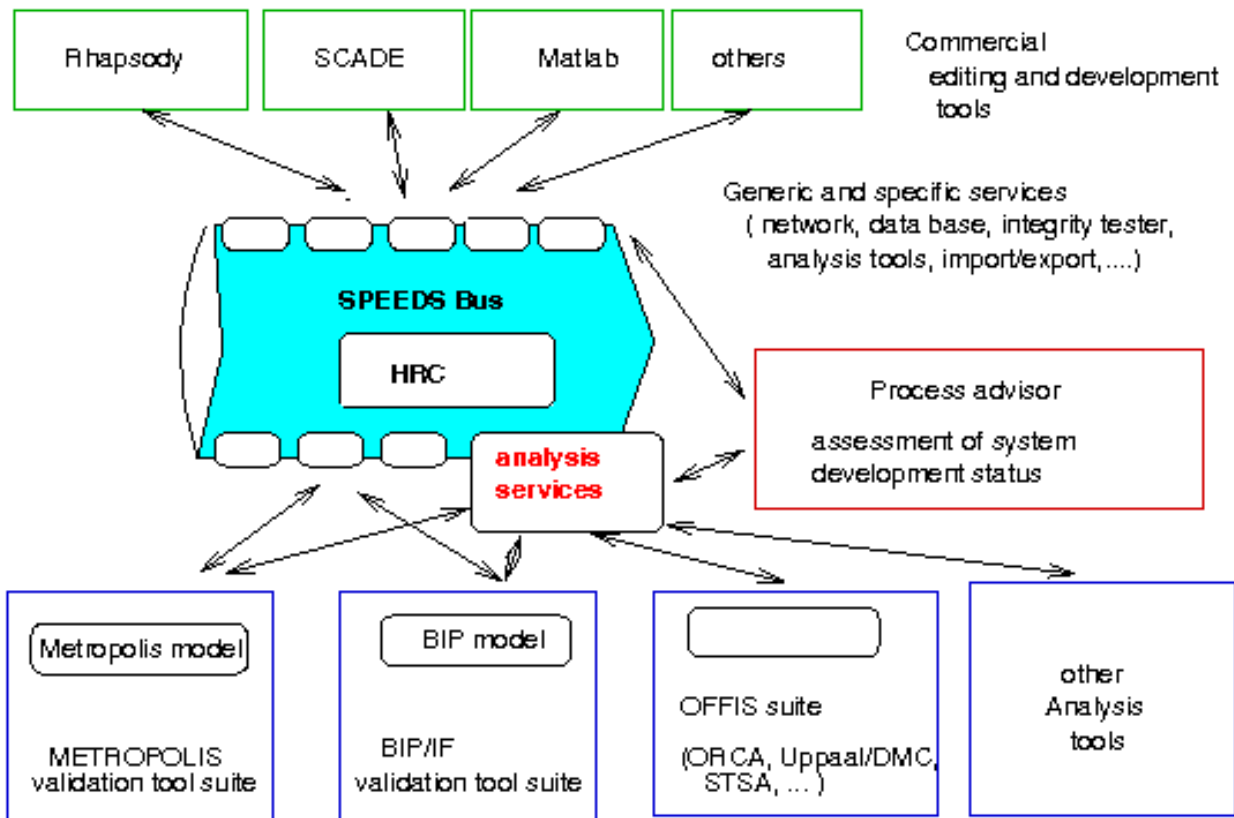 Rhapsody
SCADE
Matlab
others
Commercial
editing and development
tools
Generic and specific services
( network, data base, integrity tester,
analysis tools, import/export,....)
SPEEDS Bus
HRC
analysis
services
Process advisor
assessment of system
development status
Metropolis model
METROPOLIS
validation tool suite
BIP model
BIP/IF
validation tool suite
OFFIS suite
(ORCA, Uppaal/DMC,
STSA, ... )
other
Analysis
tools